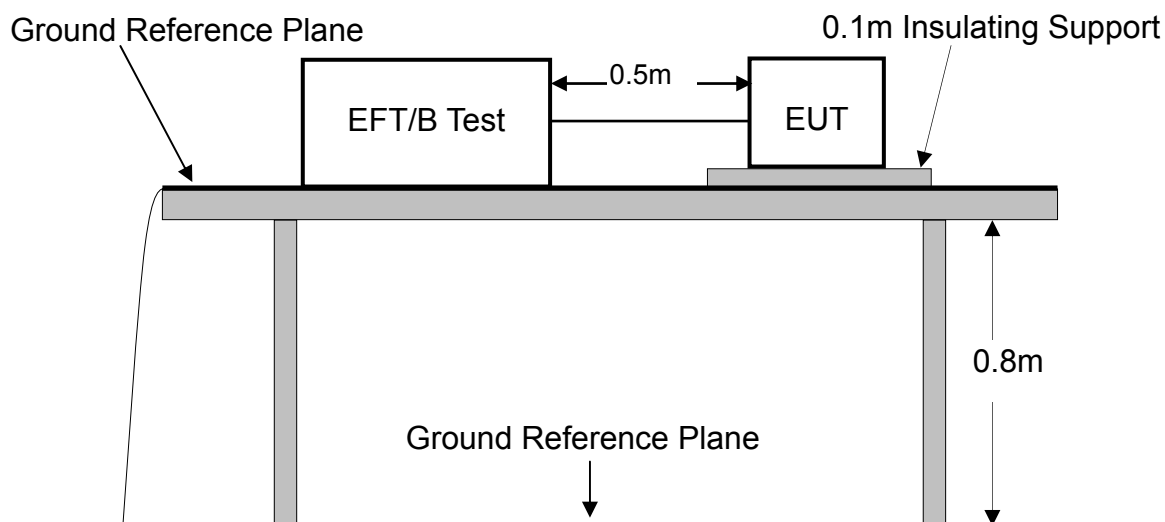 Ground Reference Plane
0.1m Insulating Support
0.5m
EFT/B Test
EUT
0.8m
Ground Reference Plane